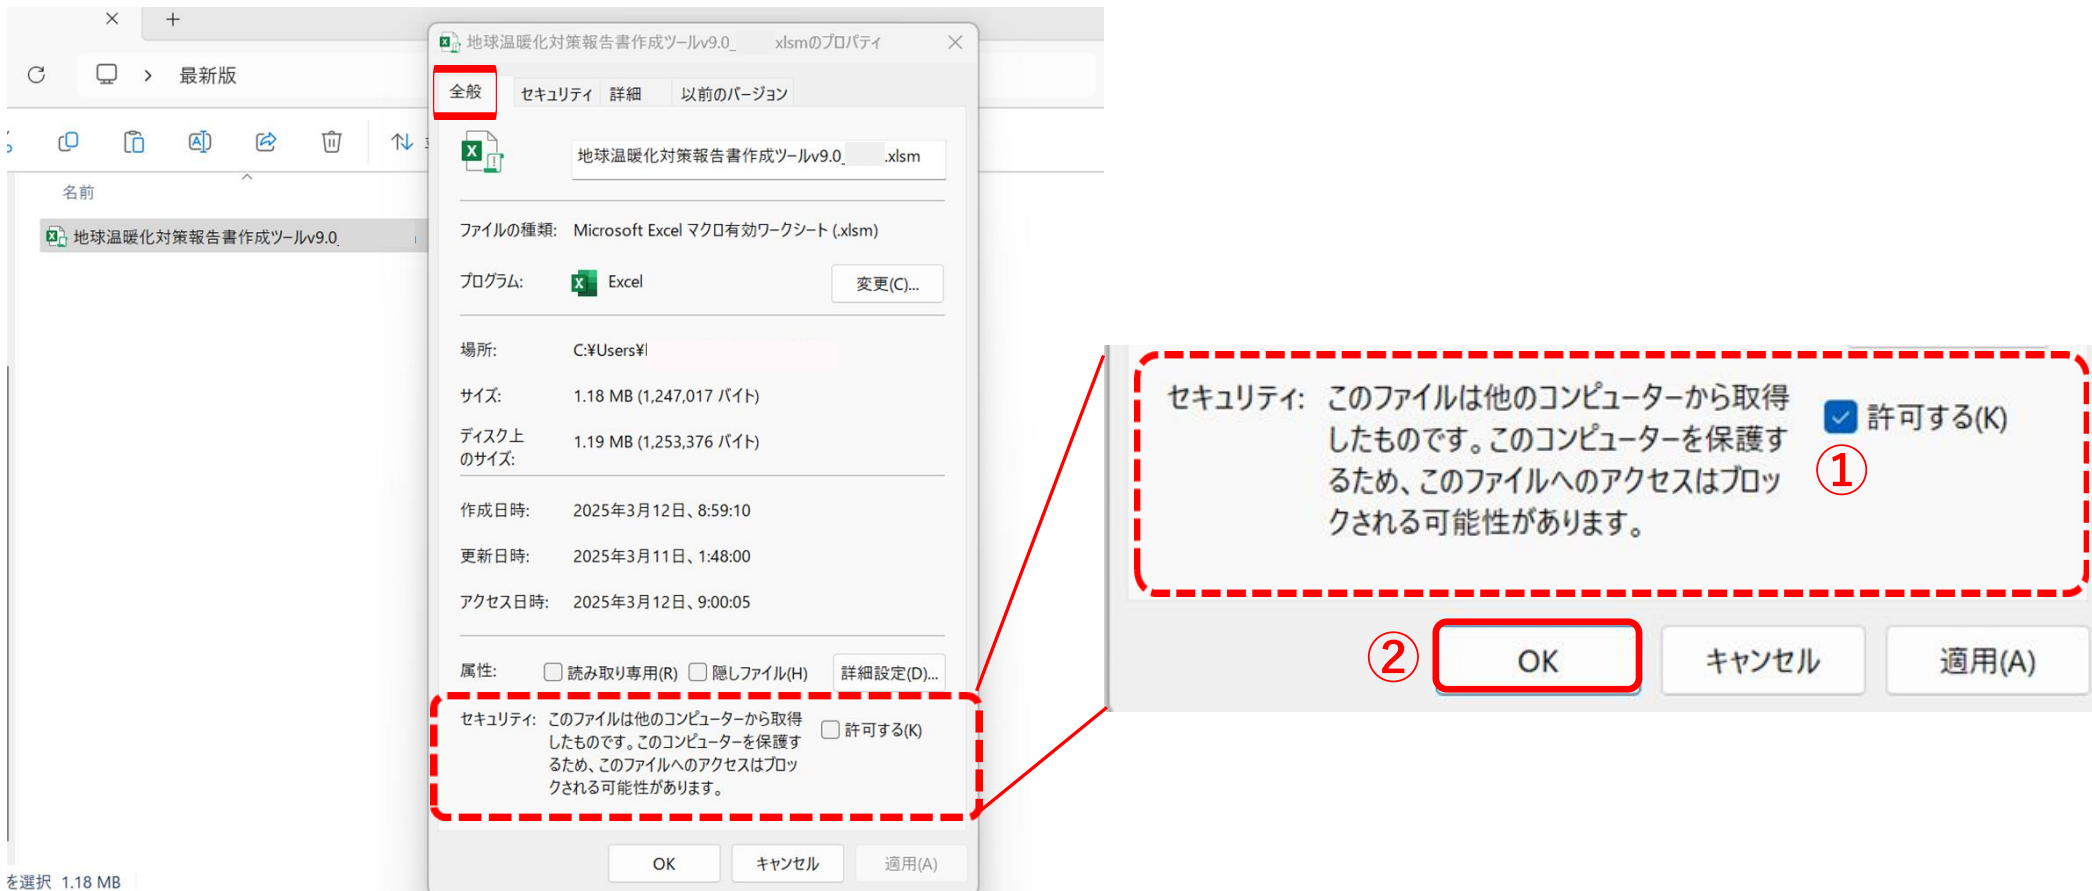 最新版
名前
地球温暖化対策報告書作成ツールv9.0_
を選択 1.18 MB
地球温暖化対策報告書作成ツールv9.0_ xlsmのプロパティ
全般 セキュリティ 詳細 以前のバージョン
地球温暖化対策報告書作成ツールv9.0_ .xlsm
ファイルの種類: Microsoft Excel マクロ有効ワークシート (.xlsm)
プログラム: Excel 変更(C)...
場所: C:¥Users¥
サイズ: 1.18 MB (1,247,017 バイト)
ディスク上
のサイズ: 1.19 MB (1,253,376 バイト)
作成日時: 2025年3月12日、8:59:10
更新日時: 2025年3月11日、1:48:00
アクセス日時: 2025年3月12日、9:00:05
属性: 読み取り専用(R) 隠しファイル(H) 詳細設定(D)...
セキュリティ: このファイルは他のコンピューターから取得
したものです。このコンピューターを保護す
るため、このファイルへのアクセスはブロッ
クされる可能性があります。
許可する(K)
OK キャンセル 適用(A)
セキュリティ: このファイルは他のコンピューターから取得
したものです。このコンピューターを保護す
るため、このファイルへのアクセスはブロッ
クされる可能性があります。
許可する(K)
①
② OK キャンセル 適用(A)